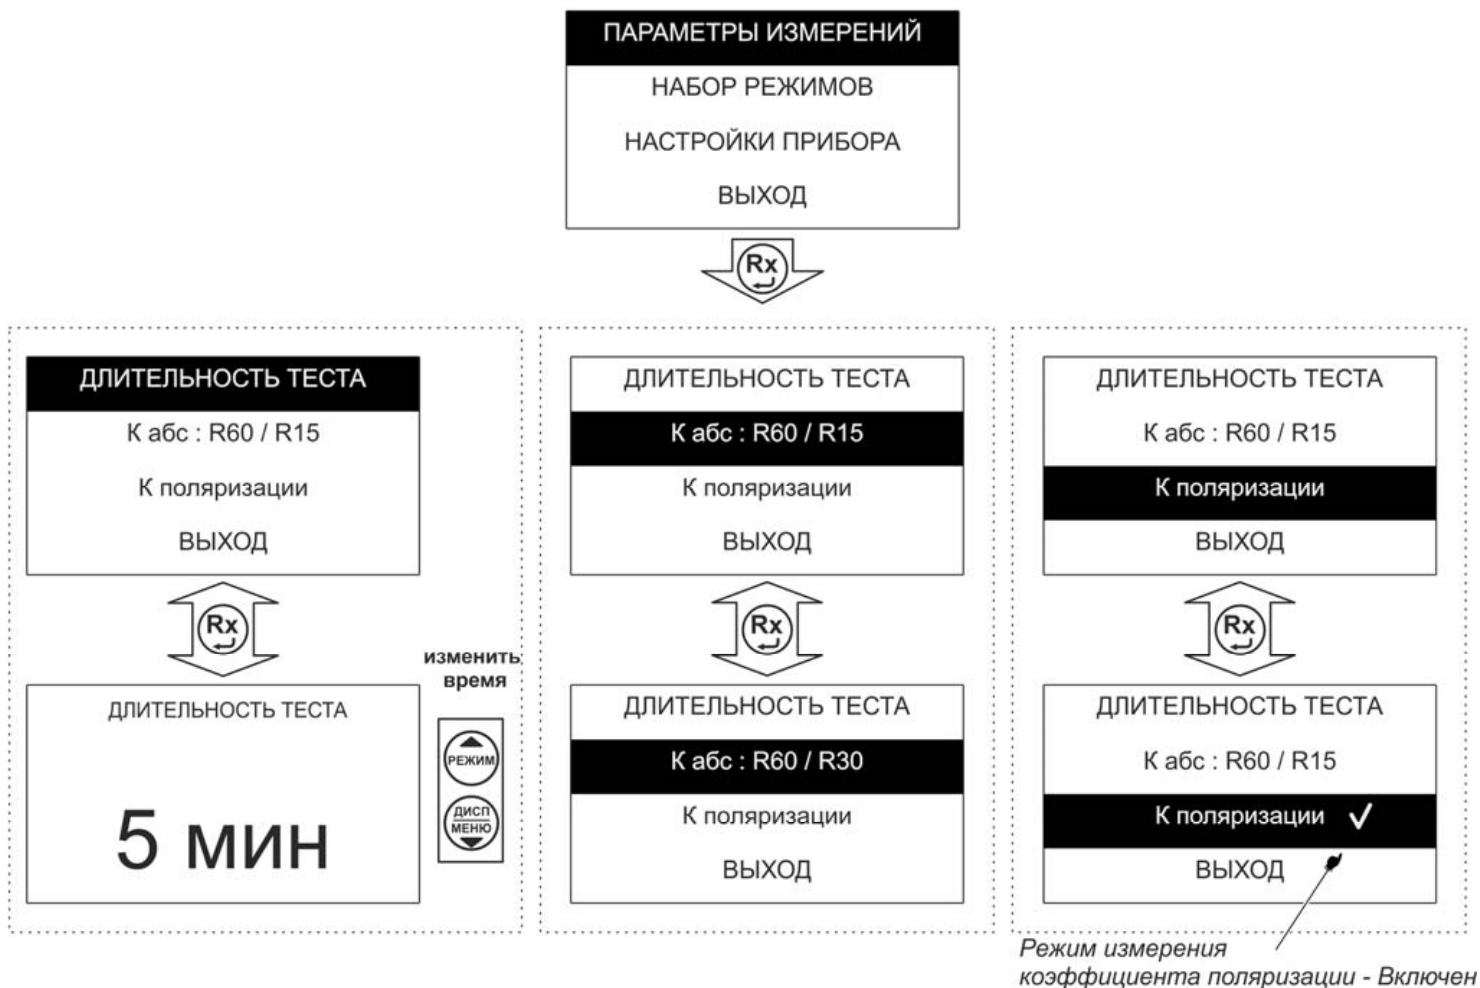 ПАРАМЕТРЫ ИЗМЕРЕНИЙ
НАБОР РЕЖИМОВ
НАСТРОЙКИ ПРИБОРА
ВЫХОД
Rx
ДЛИТЕЛЬНОСТЬ ТЕСТА
К абс : R60 / R15
К поляризации
ВЫХОД
Rx
ДЛИТЕЛЬНОСТЬ ТЕСТА
5 мин
изменить
время
РЕЖИМ
ДИСП
МЕНЮ
ДЛИТЕЛЬНОСТЬ ТЕСТА
К абс : R60 / R15
К поляризации
ВЫХОД
Rx
ДЛИТЕЛЬНОСТЬ ТЕСТА
К абс : R60 / R30
К поляризации
ВЫХОД
ДЛИТЕЛЬНОСТЬ ТЕСТА
К абс : R60 / R15
К поляризации
ВЫХОД
Rx
ДЛИТЕЛЬНОСТЬ ТЕСТА
К абс : R60 / R15
К поляризации ✓
ВЫХОД
Режим измерения
коэффициента поляризации - Включен